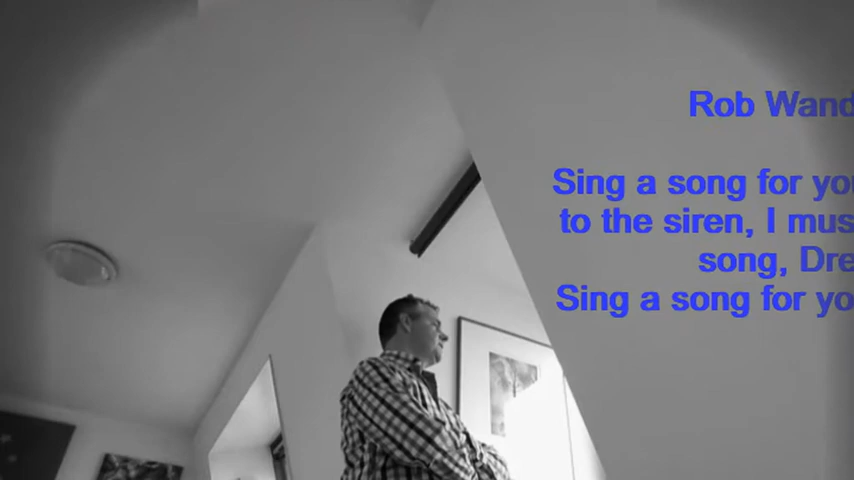 Rob Wand
Sing a song for yo
to the siren, I mus
song, Dre
Sing a song for yo